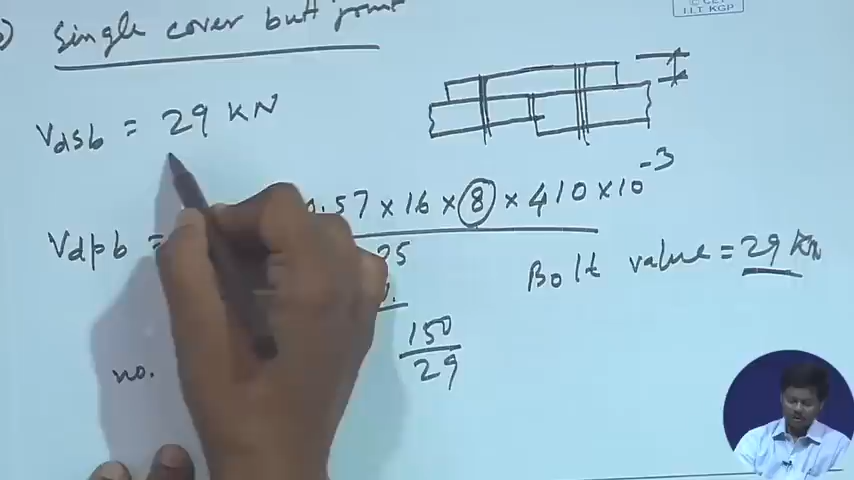 Single cover butt joint
I.I.T. KGP
Vdsb = 29 KN
.57 × 16 × 8 × 410 × 10⁻³
Vdpb =
Bolt value = 29 KN
150
no.
29